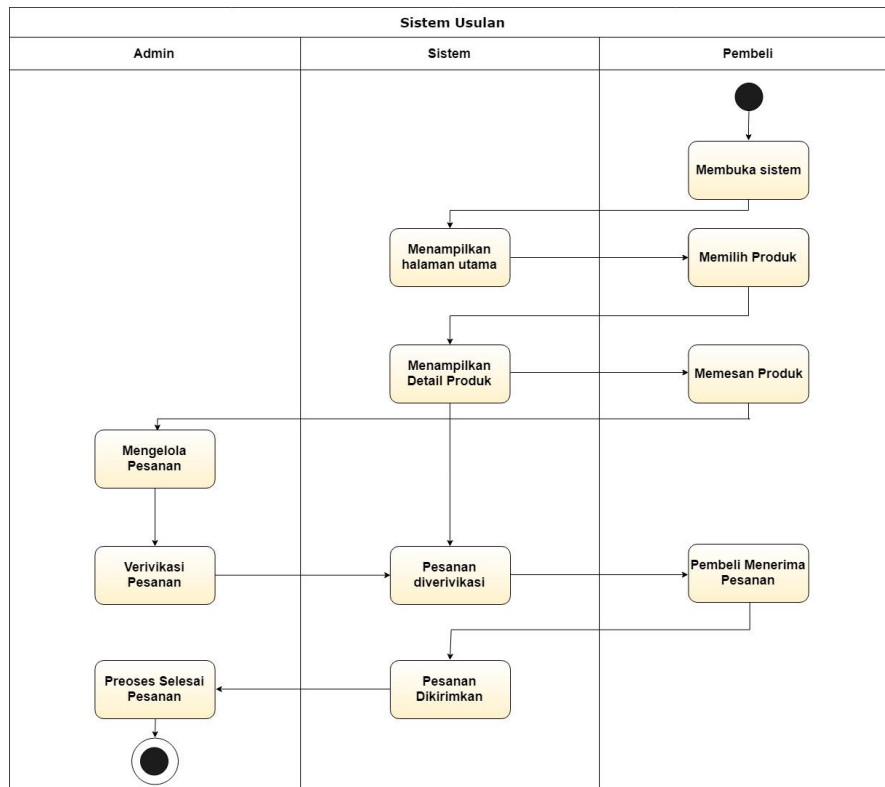 Sistem Usulan
Admin
Sistem
Pembeli
Membuka sistem
Menampilkan
halaman utama
Memilih Produk
Menampilkan
Detail Produk
Memesan Produk
Mengelola
Pesanan
Verivikasi
Pesanan
Pesanan
diverivikasi
Pembeli Menerima
Pesanan
Preoses Selesai
Pesanan
Pesanan
Dikirimkan